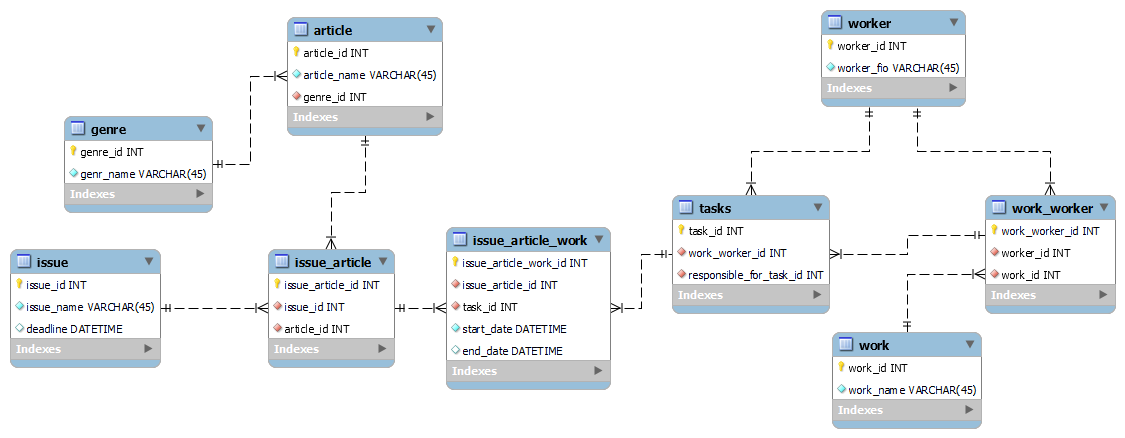 article
article_id INT
article_name VARCHAR(45)
genre_id INT
Indexes
worker
worker_id INT
worker_fio VARCHAR(45)
Indexes
genre
genre_id INT
genr_name VARCHAR(45)
Indexes
issue
issue_id INT
issue_name VARCHAR(45)
deadline DATETIME
Indexes
issue_article
issue_article_id INT
issue_id INT
article_id INT
Indexes
issue_article_work
issue_article_work_id INT
issue_article_id INT
task_id INT
start_date DATETIME
end_date DATETIME
Indexes
tasks
task_id INT
work_worker_id INT
responsible_for_task_id INT
Indexes
work_worker
work_worker_id INT
worker_id INT
work_id INT
Indexes
work
work_id INT
work_name VARCHAR(45)
Indexes